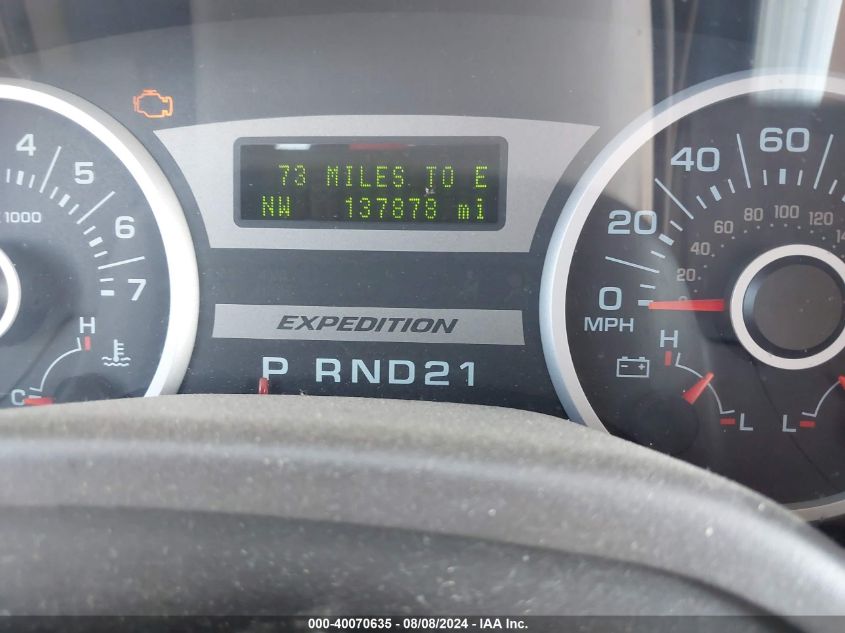 4
5
6
7
1000
H
C
73 MILES TO E
NW 137878 mi
EXPEDITION
P RND21
0
20
40
60
MPH
20
40
60
80
100
120
H
L
L
000-40070635 - 08/08/2024 - IAA Inc.